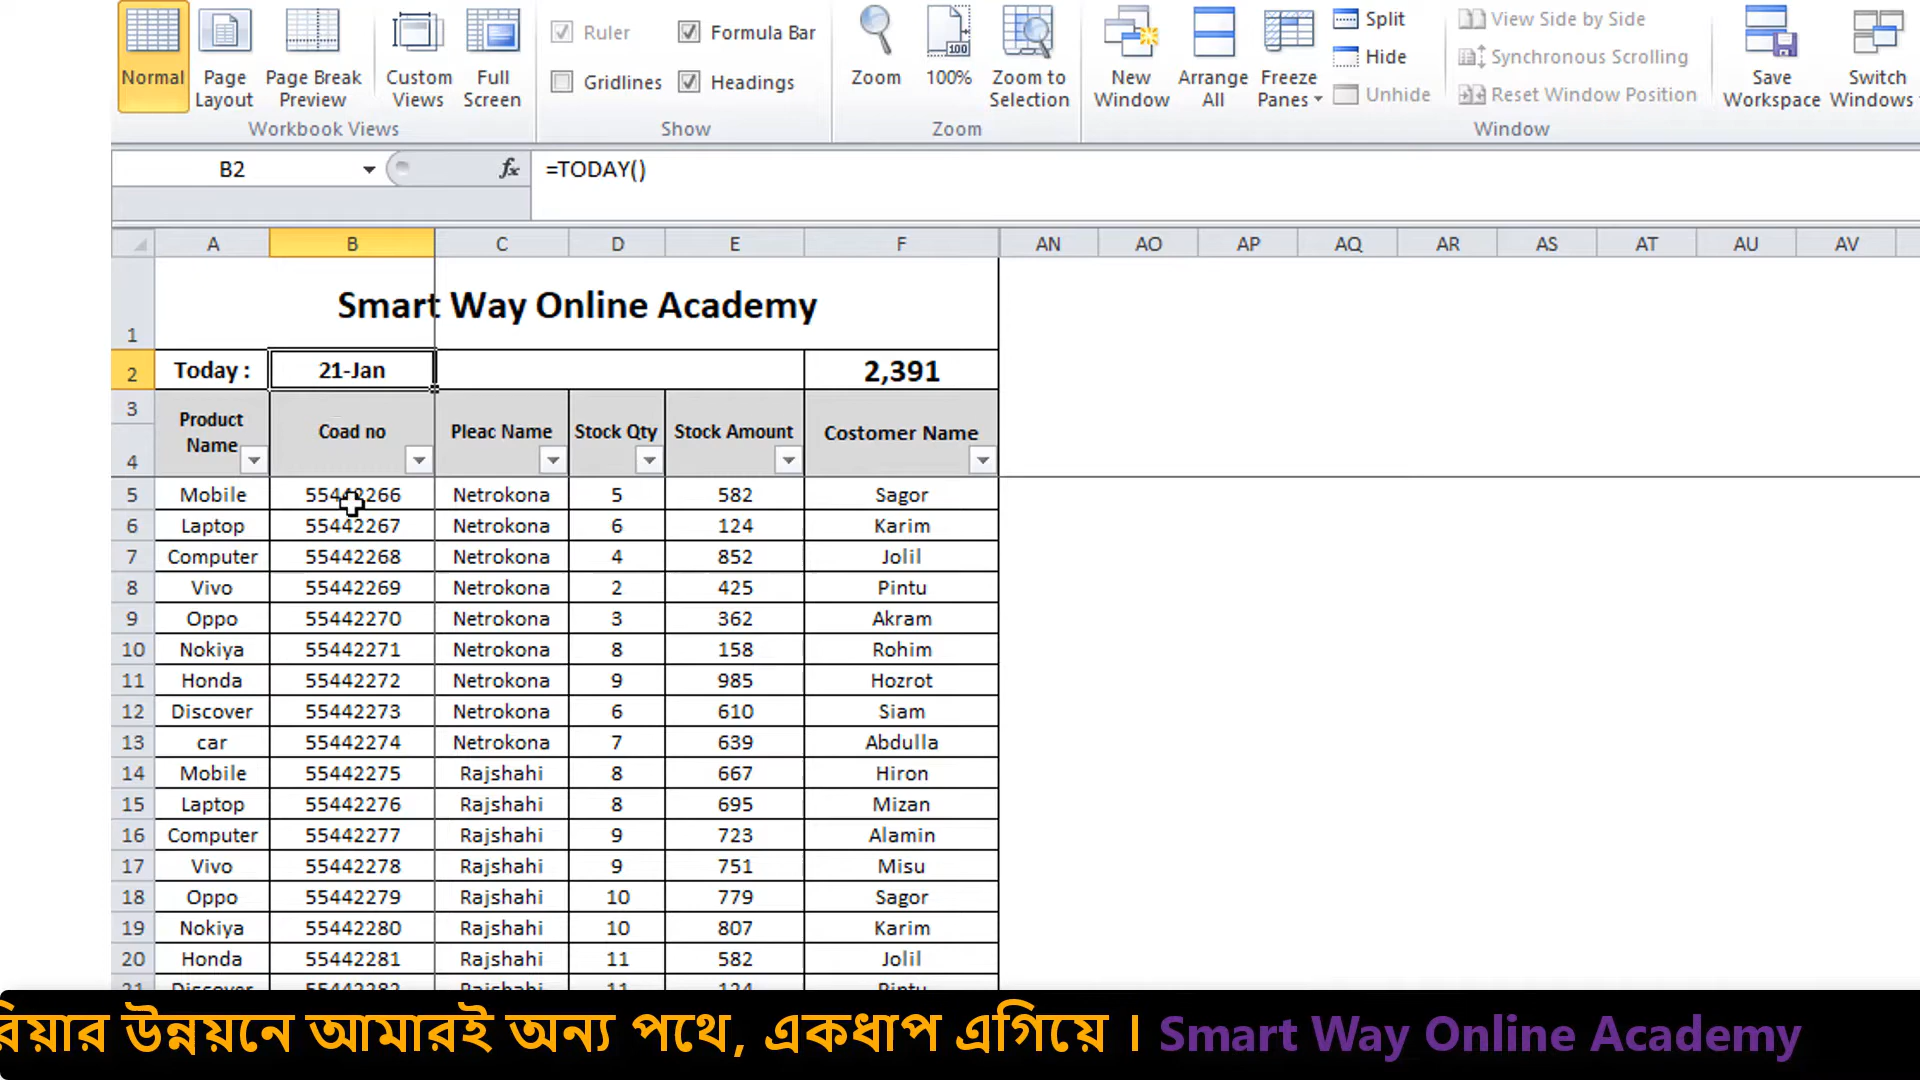 Normal Page Layout Page Break Preview Custom Views Full Screen
Workbook Views
Ruler Formula Bar
Gridlines Headings
Show
Zoom 100% Zoom to Selection
Zoom
New Window Arrange All Freeze Panes
Split
Hide
Unhide
View Side by Side
Synchronous Scrolling
Reset Window Position
Window
Save Workspace Switch Windows
B2 fx =TODAY()
A B C D E F AN AO AP AQ AR AS AT AU AV
1 Smart Way Online Academy
2 Today : 21-Jan 2,391
3
4 Product Name Coad no Pleac Name Stock Qty Stock Amount Costomer Name
5 Mobile 55442266 Netrokona 5 582 Sagor
6 Laptop 55442267 Netrokona 6 124 Karim
7 Computer 55442268 Netrokona 4 852 Jolil
8 Vivo 55442269 Netrokona 2 425 Pintu
9 Oppo 55442270 Netrokona 3 362 Akram
10 Nokiya 55442271 Netrokona 8 158 Rohim
11 Honda 55442272 Netrokona 9 985 Hozrot
12 Discover 55442273 Netrokona 6 610 Siam
13 car 55442274 Netrokona 7 639 Abdulla
14 Mobile 55442275 Rajshahi 8 667 Hiron
15 Laptop 55442276 Rajshahi 8 695 Mizan
16 Computer 55442277 Rajshahi 9 723 Alamin
17 Vivo 55442278 Rajshahi 9 751 Misu
18 Oppo 55442279 Rajshahi 10 779 Sagor
19 Nokiya 55442280 Rajshahi 10 807 Karim
20 Honda 55442281 Rajshahi 11 582 Jolil
21 Discover 55442282 Rajshahi 11 124 Pintu
রিয়ার উন্নয়নে আমারই অন্য পথে, একধাপ এগিয়ে । Smart Way Online Academy